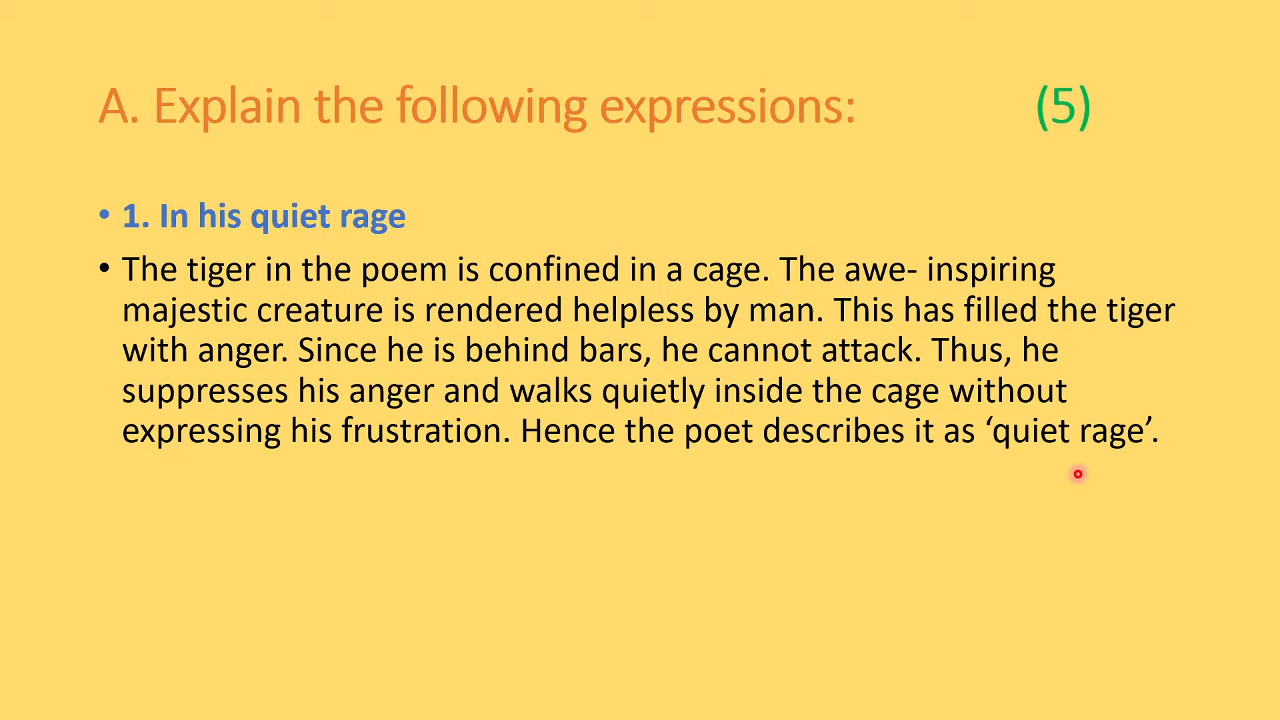 A. Explain the following expressions: (5)
• 1. In his quiet rage
• The tiger in the poem is confined in a cage. The awe- inspiring
majestic creature is rendered helpless by man. This has filled the tiger
with anger. Since he is behind bars, he cannot attack. Thus, he
suppresses his anger and walks quietly inside the cage without
expressing his frustration. Hence the poet describes it as ‘quiet rage’.